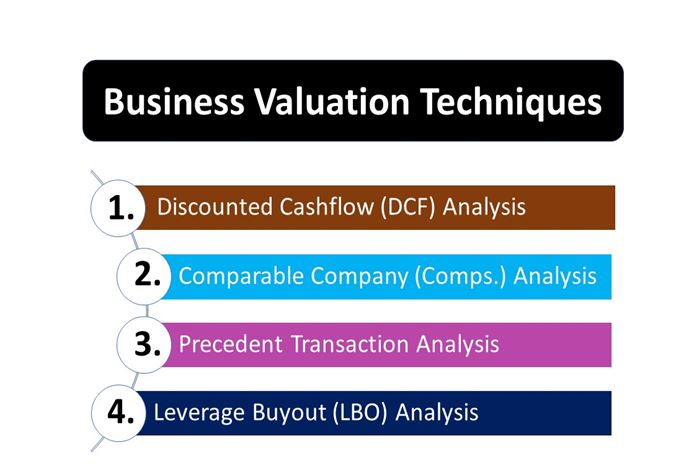 Business Valuation Techniques
1. Discounted Cashflow (DCF) Analysis
2. Comparable Company (Comps.) Analysis
3. Precedent Transaction Analysis
4. Leverage Buyout (LBO) Analysis